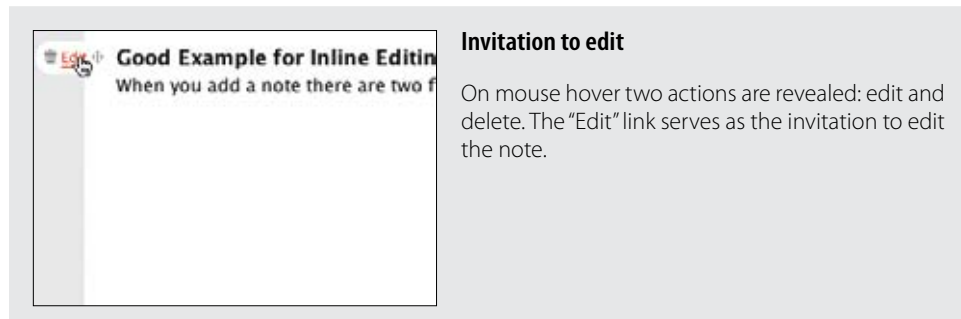 Edit Good Example for Inline Editin
When you add a note there are two f
Invitation to edit
On mouse hover two actions are revealed: edit and
delete. The “Edit” link serves as the invitation to edit
the note.